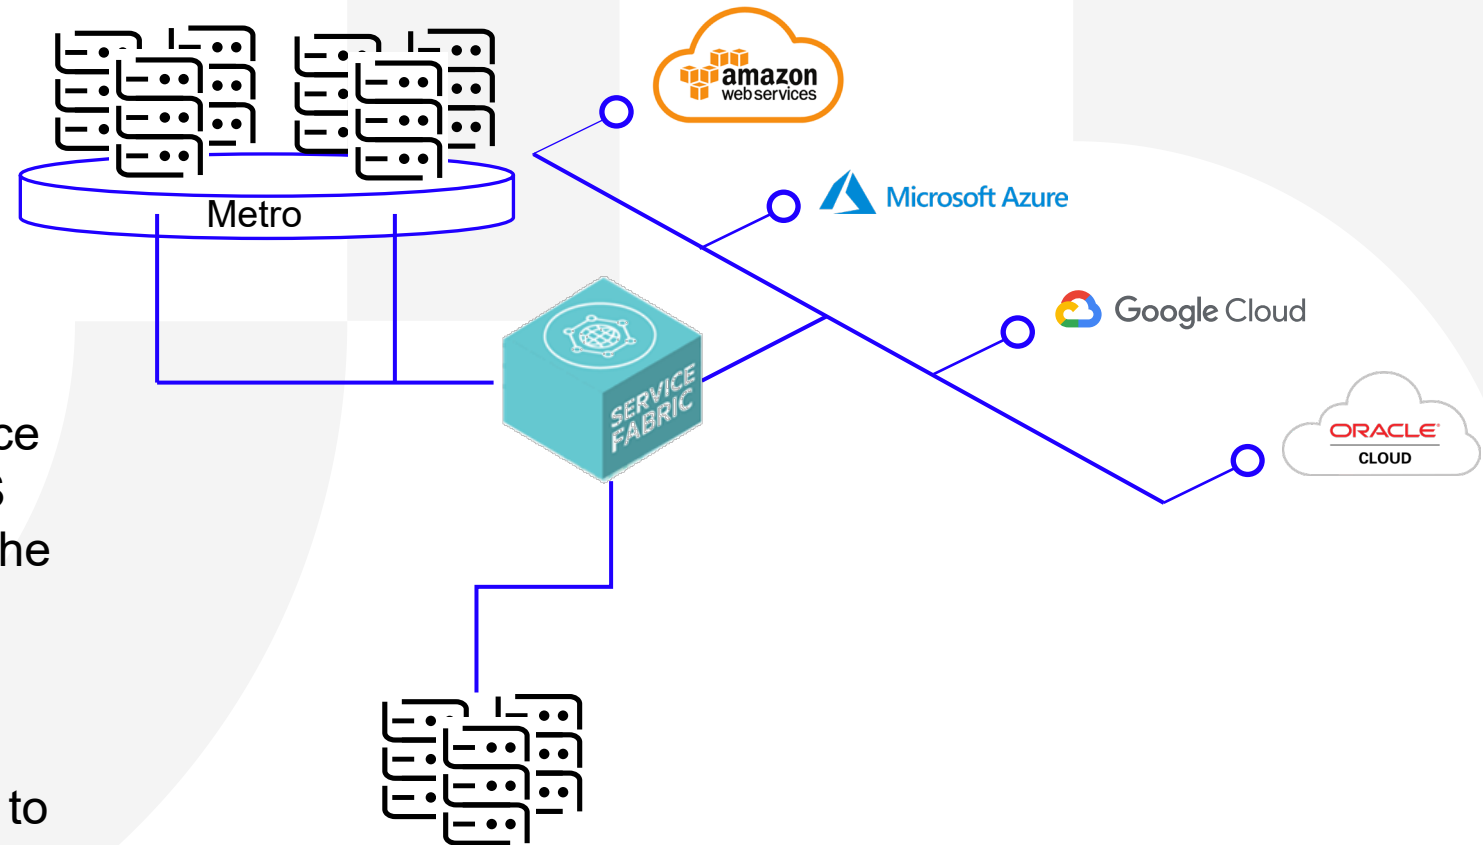 amazon
web services
Microsoft Azure
Metro
Google Cloud
SERVICE
FABRIC
ce
ORACLE
CLOUD
he
to